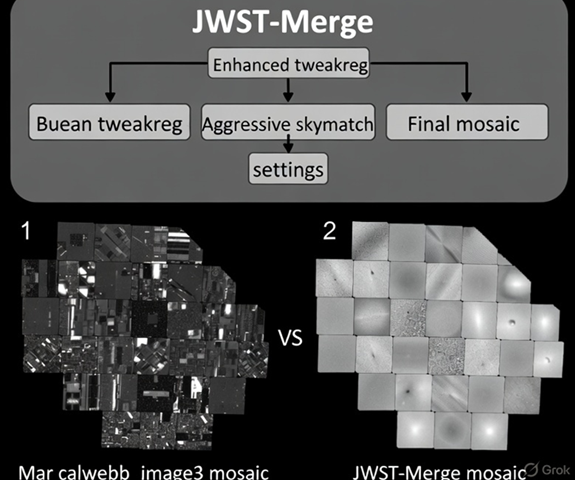 JWST-Merge
Enhanced tweakreg
Buean tweakreg
Aggressive skymatch
Final mosaic
settings
1
2
VS
Mar calwebb_image3 mosaic
JWST-Merge mosaic
Grok